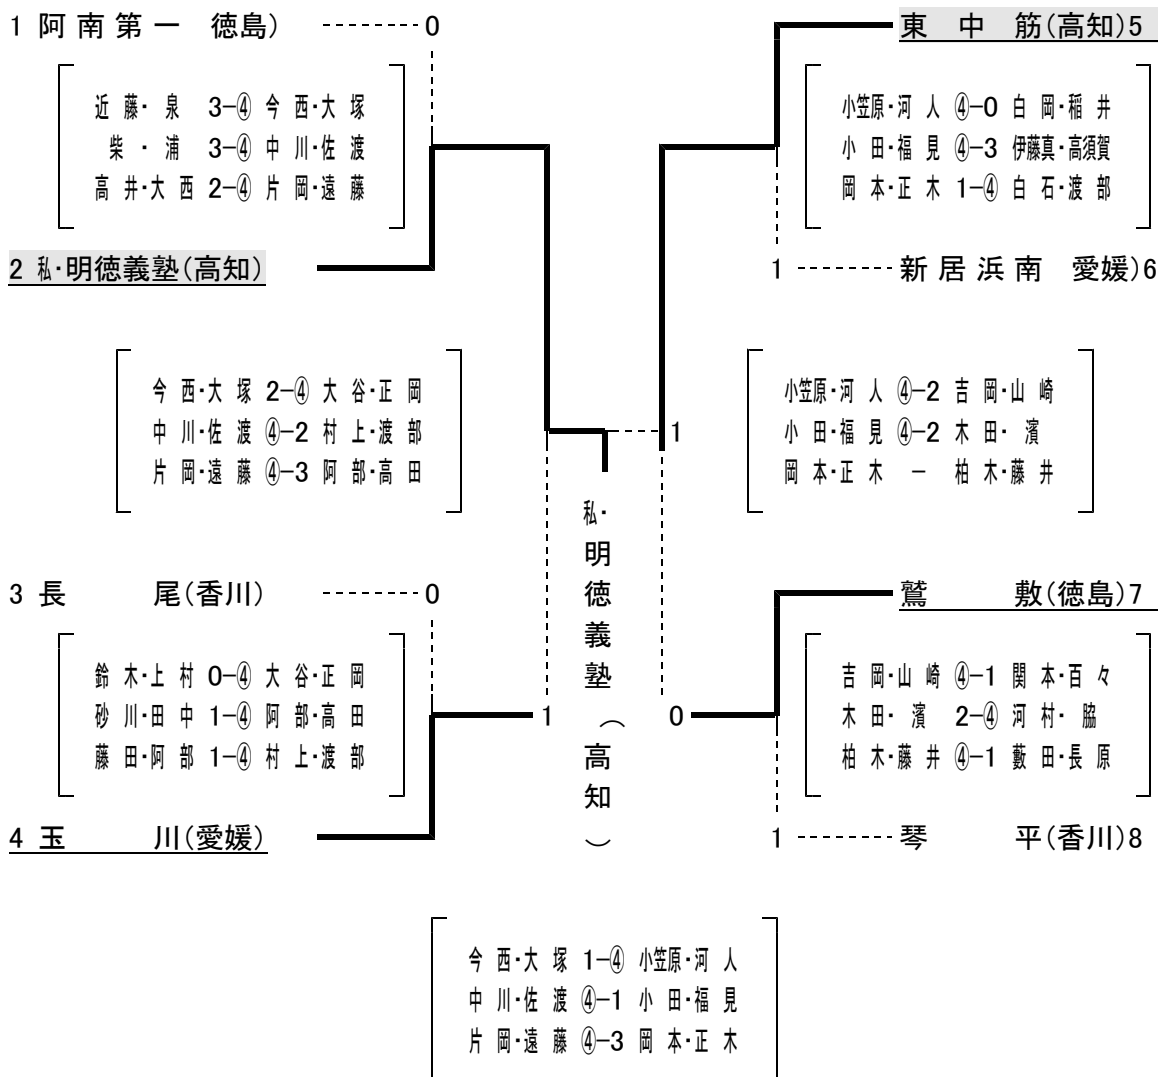 1 阿南第一 徳島) 0
近藤・泉 3-④ 今西・大塚
柴・浦 3-④ 中川・佐渡
高井・大西 2-④ 片岡・遠藤
2 私・明徳義塾(高知)
東中筋(高知)5
小笠原・河人 ④-0 白岡・稲井
小田・福見 ④-3 伊藤真・高須賀
岡本・正木 1-④ 白石・渡部
1 新居浜南 愛媛)6
今西・大塚 2-④ 大谷・正岡
中川・佐渡 ④-2 村上・渡部
片岡・遠藤 ④-3 阿部・高田
1
小笠原・河人 ④-2 吉岡・山崎
小田・福見 ④-2 木田・濱
岡本・正木 - 柏木・藤井
私・明徳義塾(高知)
3 長尾(香川) 0
鈴木・上村 0-④ 大谷・正岡
砂川・田中 1-④ 阿部・高田
藤田・阿部 1-④ 村上・渡部
4 玉川(愛媛)
1
0
鷲敷(徳島)7
吉岡・山崎 ④-1 関本・百々
木田・濱 2-④ 河村・脇
柏木・藤井 ④-1 藪田・長原
1 琴平(香川)8
今西・大塚 1-④ 小笠原・河人
中川・佐渡 ④-1 小田・福見
片岡・遠藤 ④-3 岡本・正木